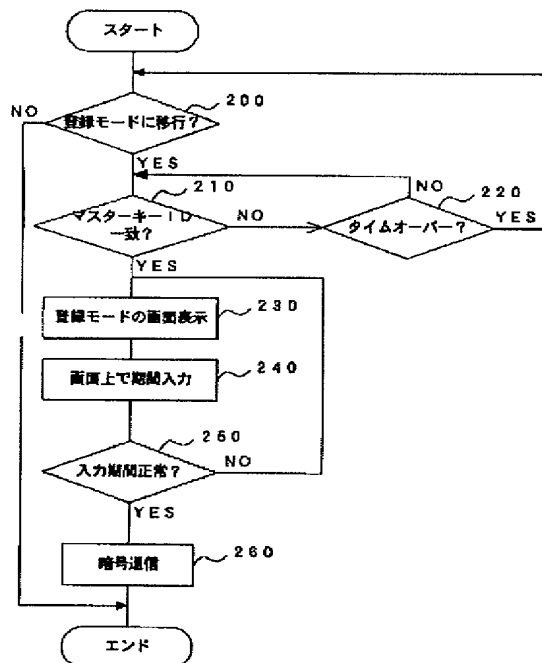 スタート
NO
200
登録モードに移行?
YES
210
NO
220
マスターキーID
一致?
NO
タイムオーバー?
YES
YES
登録モードの画面表示
230
画面上で期間入力
240
250
入力期間正常?
NO
YES
暗号通信
260
エンド